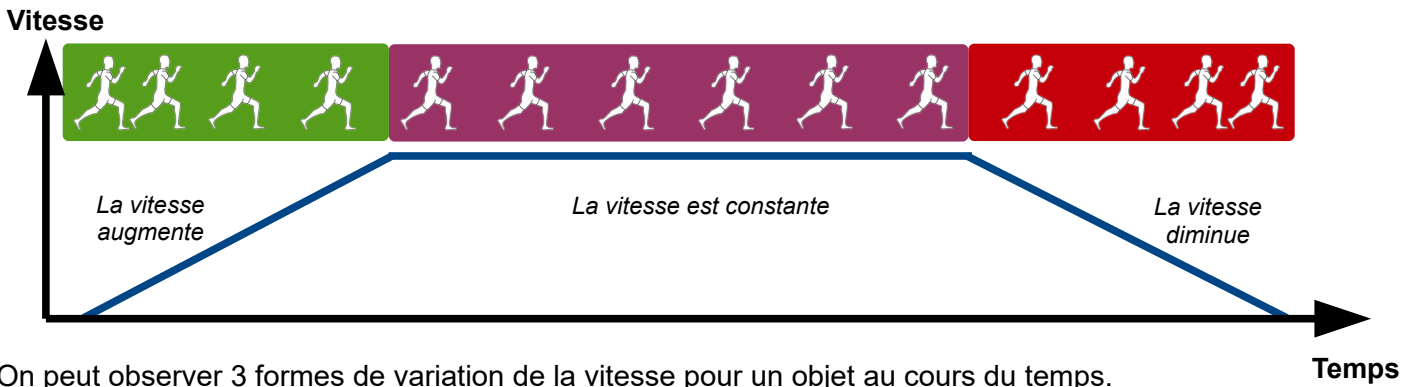 Vitesse
La vitesse
augmente
La vitesse est constante
La vitesse
diminue
Temps
On peut observer 3 formes de variation de la vitesse pour un objet au cours du temps.